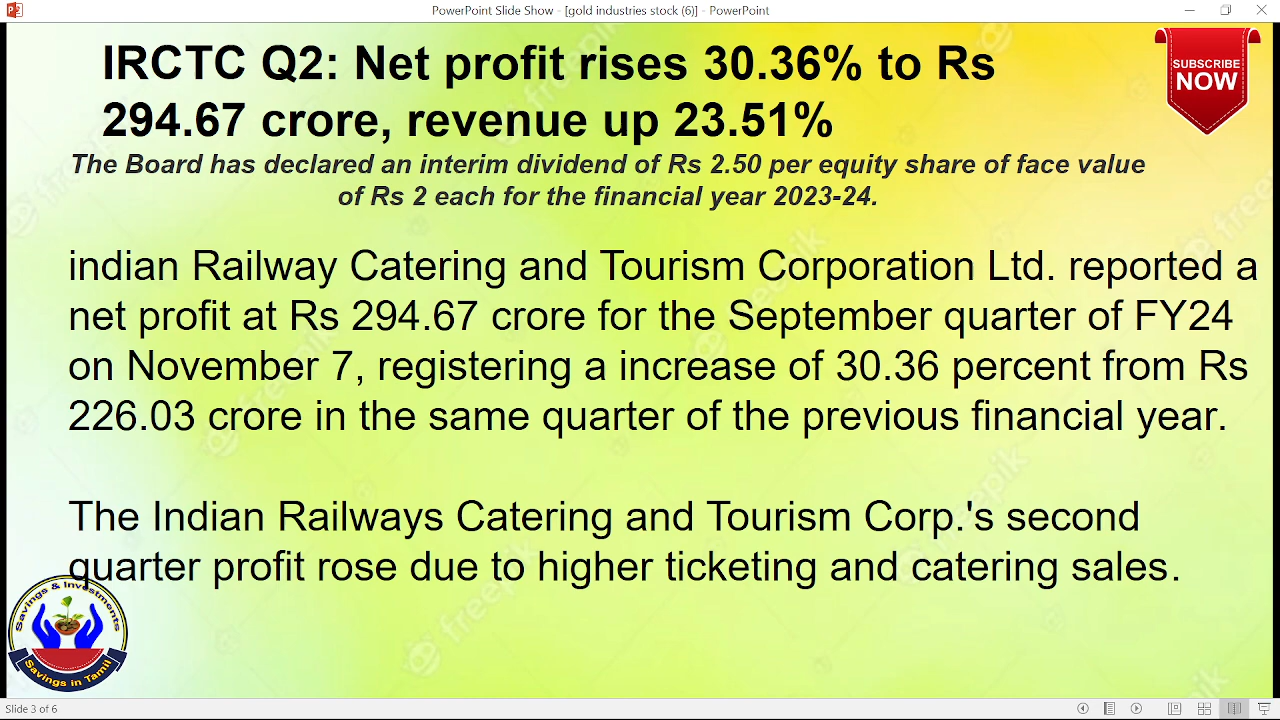 PowerPoint Slide Show - [gold industries stock (6)] - PowerPoint
IRCTC Q2: Net profit rises 30.36% to Rs
294.67 crore, revenue up 23.51%
SUBSCRIBE
NOW
The Board has declared an interim dividend of Rs 2.50 per equity share of face value
of Rs 2 each for the financial year 2023-24.
indian Railway Catering and Tourism Corporation Ltd. reported a
net profit at Rs 294.67 crore for the September quarter of FY24
on November 7, registering a increase of 30.36 percent from Rs
226.03 crore in the same quarter of the previous financial year.
The Indian Railways Catering and Tourism Corp.'s second
quarter profit rose due to higher ticketing and catering sales.
Savings & Investments
Savings in Tamil
freepik
freepik
Slide 3 of 6